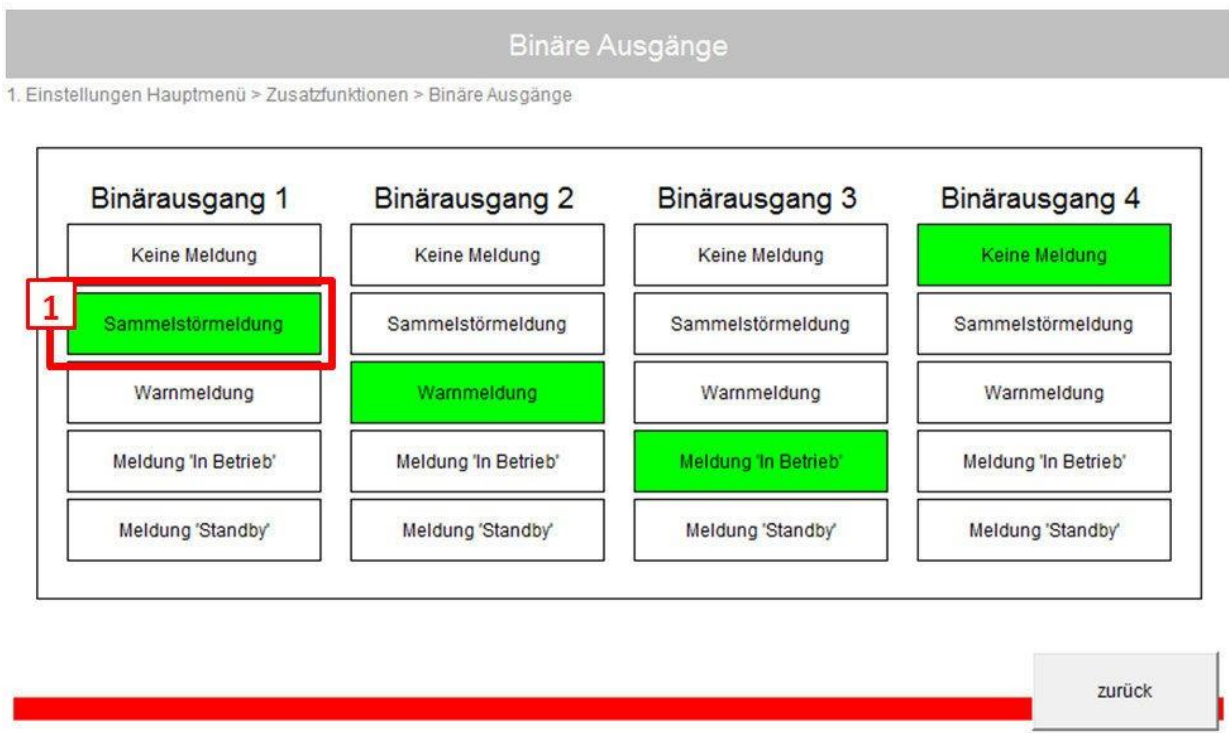 Binäre Ausgänge
1. Einstellungen Hauptmenü > Zusatzfunktionen > Binäre Ausgänge
Binärausgang 1 Binärausgang 2 Binärausgang 3 Binärausgang 4
Keine Meldung Keine Meldung Keine Meldung Keine Meldung
1
Sammelstörmeldung Sammelstörmeldung Sammelstörmeldung Sammelstörmeldung
Warnmeldung Warnmeldung Warnmeldung Warnmeldung
Meldung 'In Betrieb' Meldung 'In Betrieb' Meldung 'In Betrieb' Meldung 'In Betrieb'
Meldung 'Standby' Meldung 'Standby' Meldung 'Standby' Meldung 'Standby'
zurück